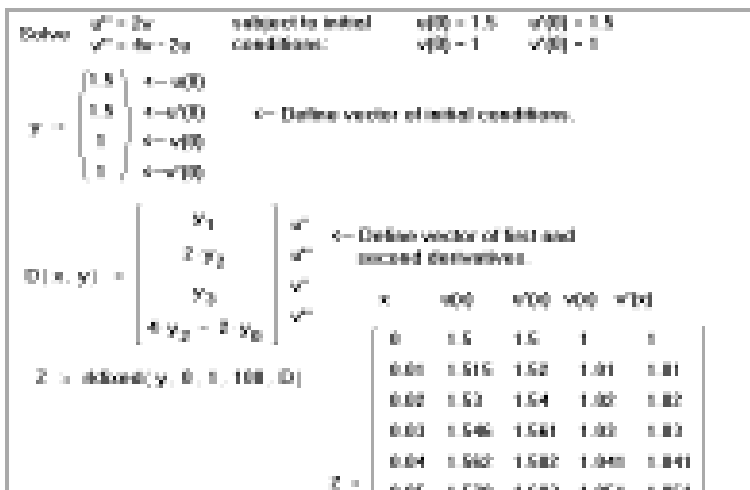 Solve u'' = 2v subject to initial u(0) = 1.5 u'(0) = 1.5
v'' = 4v - 2u conditions: v(0) = 1 v'(0) = 1
1.5 <-- u(0)
1.5 <-- u'(0) <-- Define vector of initial conditions.
y =
1 <-- v(0)
1 <-- v'(0)
y1 u'
<-- Define vector of first and
2·y2 u'' second derivatives.
D(x, y) =
y3 v'
4·y2 - 2·y0 v''
x u(x) u'(x) v(x) v'(x)
0 1.5 1.5 1 1
Z := rkfixed(y, 0, 1, 100, D)
0.01 1.515 1.52 1.01 1.01
0.02 1.53 1.54 1.02 1.02
0.03 1.546 1.561 1.03 1.03
0.04 1.562 1.582 1.041 1.041
Z =